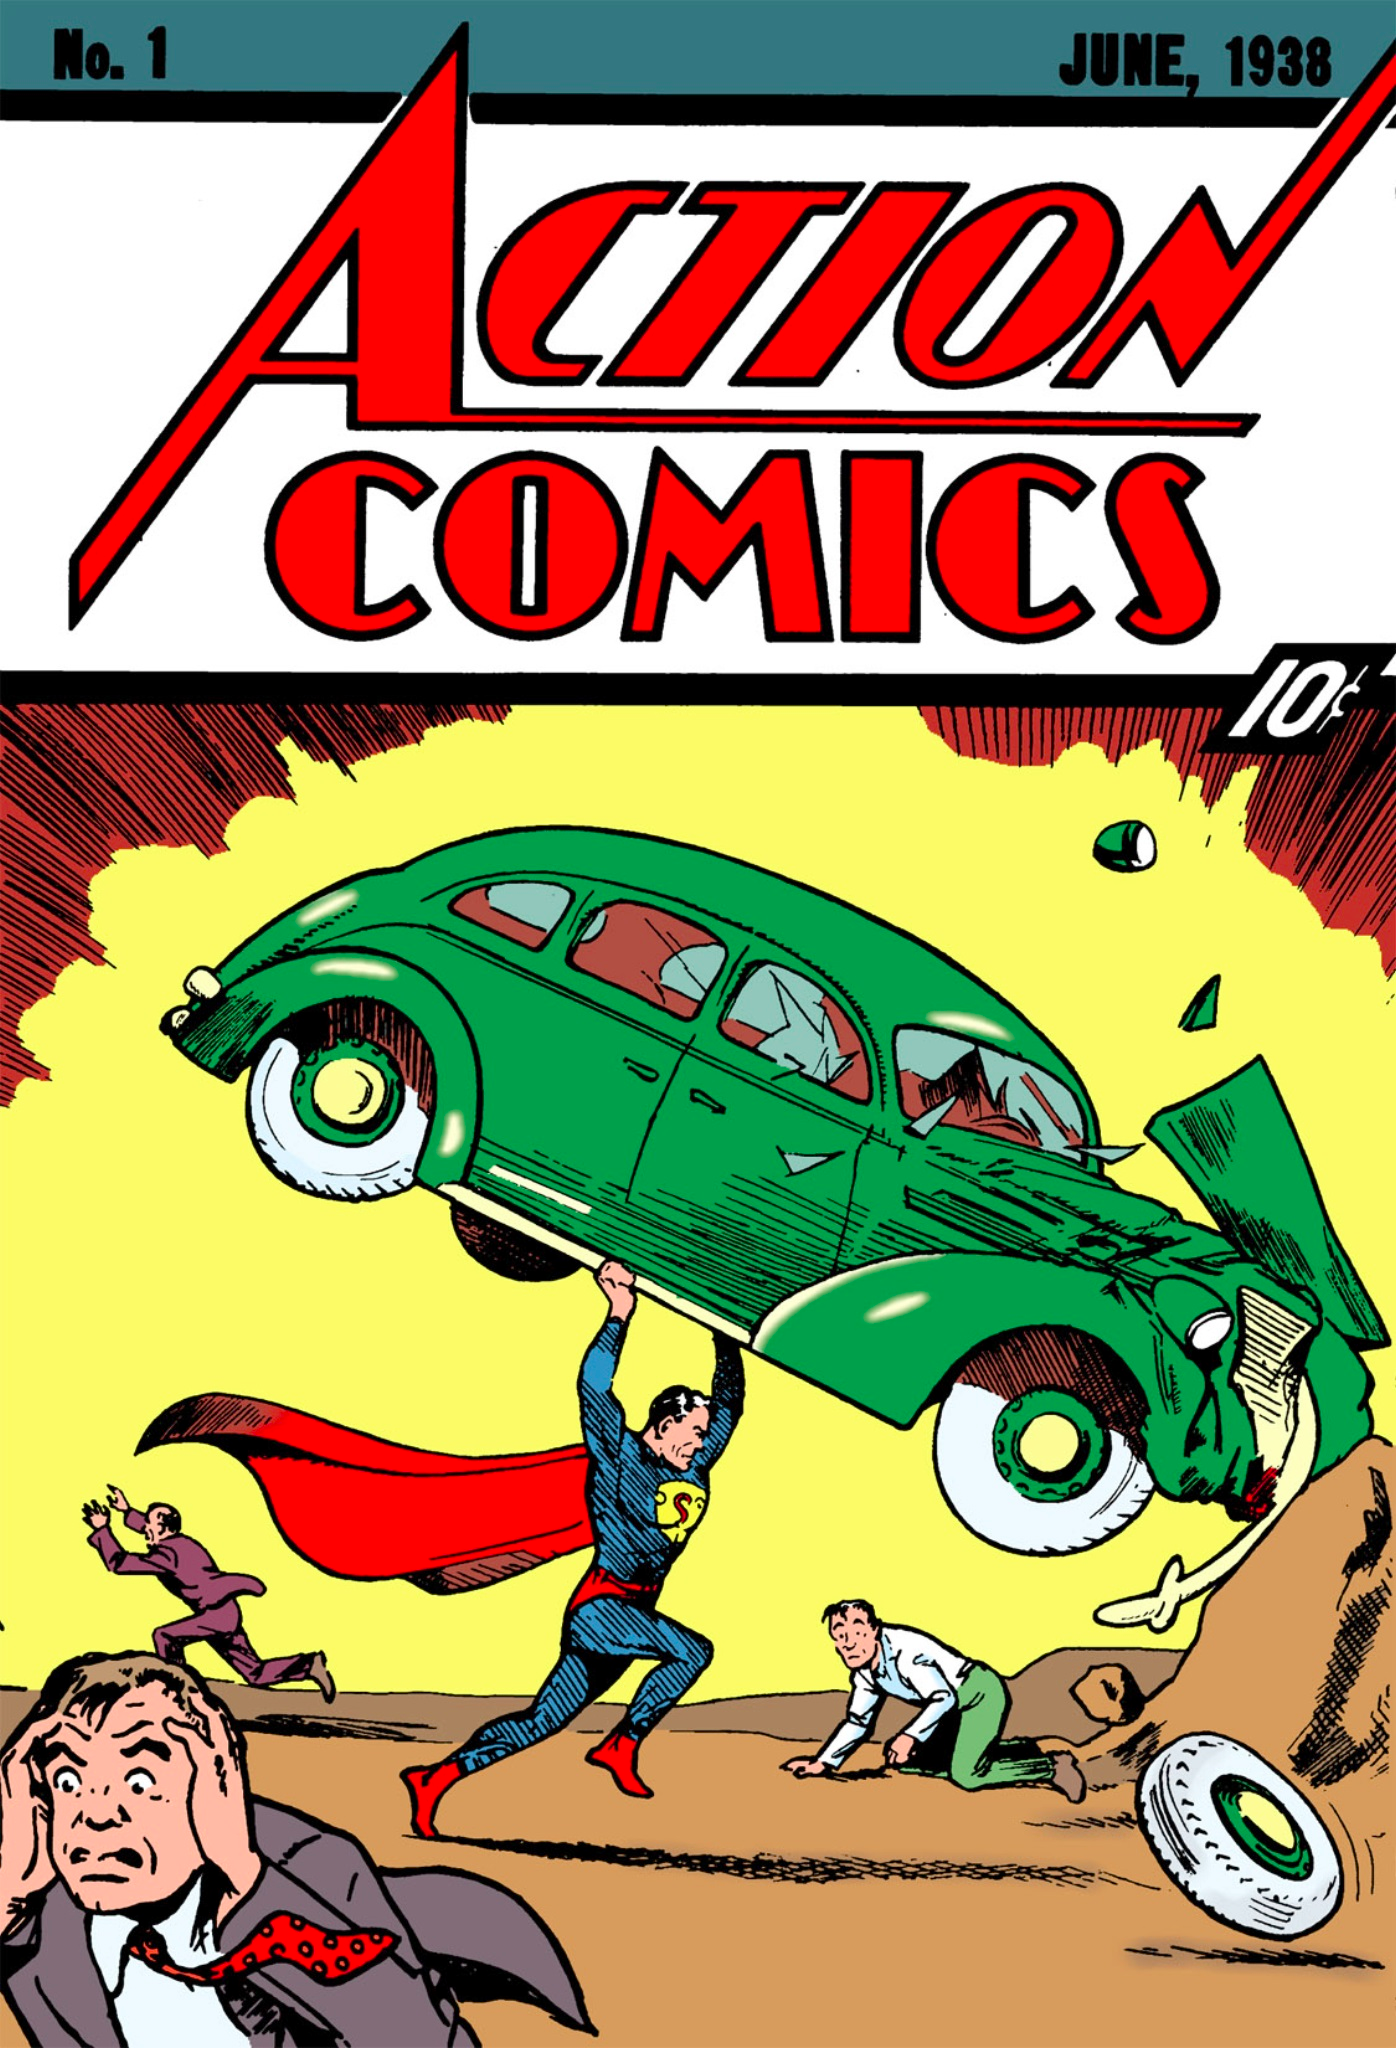 No. 1
JUNE, 1938
ACTION
COMICS
10¢
S